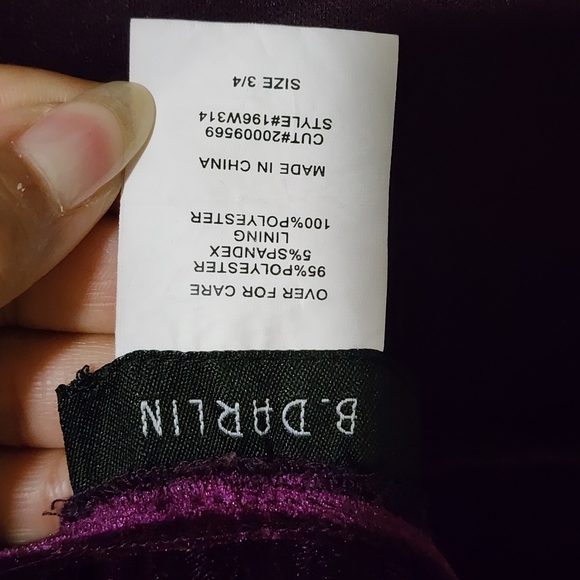 B. DARLIN
OVER FOR CARE
95%POLYESTER
5%SPANDEX
LINING
100%POLYESTER
MADE IN CHINA
CUT#20009569
STYLE#196W314
SIZE 3/4